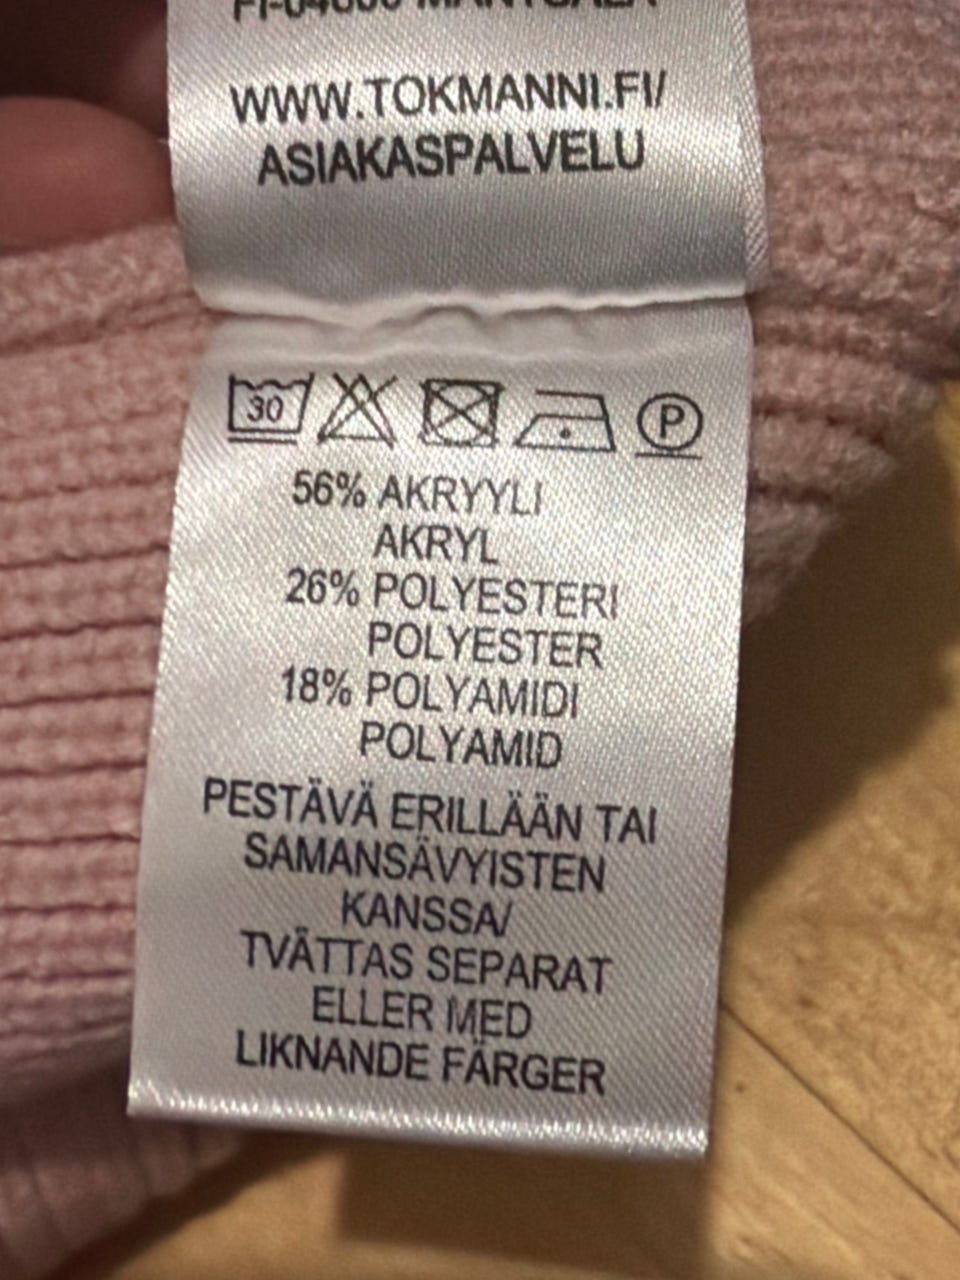 WWW.TOKMANNI.FI/
ASIAKASPALVELU
30
P
56% AKRYYLI
AKRYL
26% POLYESTERI
POLYESTER
18% POLYAMIDI
POLYAMID
PESTÄVÄ ERILLÄÄN TAI
SAMANSÄVYISTEN
KANSSA/
TVÄTTAS SEPARAT
ELLER MED
LIKNANDE FÄRGER